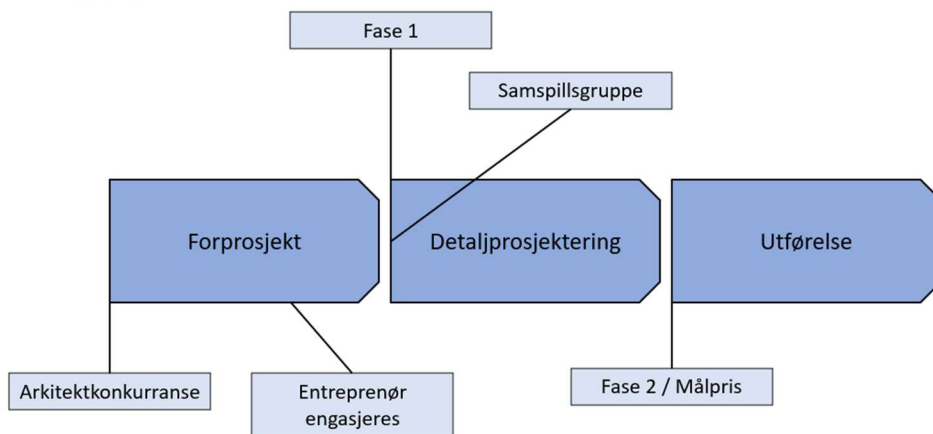 Fase 1
Samspillsgruppe
Forprosjekt
Detaljprosjektering
Utførelse
Arkitektkonkurranse
Entreprenør
engasjeres
Fase 2 / Målpris